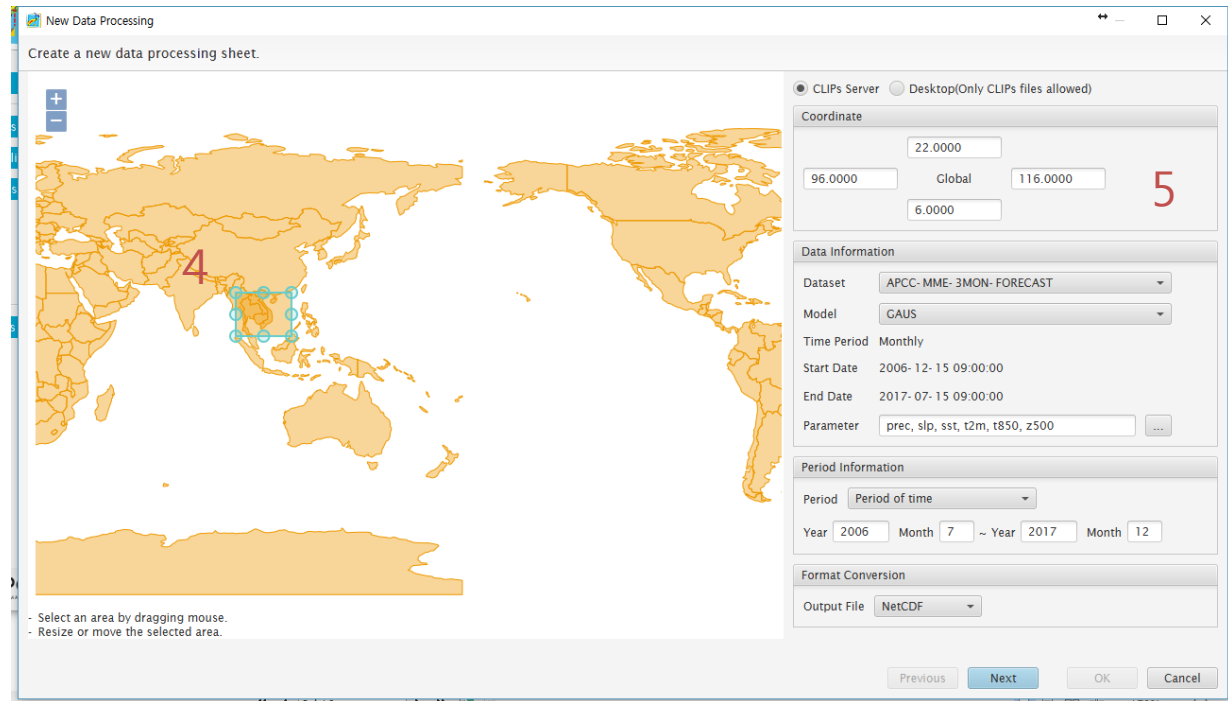 New Data Processing
Create a new data processing sheet.
+
−
4
- Select an area by dragging mouse.
- Resize or move the selected area.
CLIPs Server Desktop(Only CLIPs files allowed)
Coordinate
22.0000
96.0000 Global 116.0000
6.0000
5
Data Information
Dataset APCC- MME- 3MON- FORECAST
Model GAUS
Time Period Monthly
Start Date 2006- 12- 15 09:00:00
End Date 2017- 07- 15 09:00:00
Parameter prec, slp, sst, t2m, t850, z500 ...
Period Information
Period Period of time
Year 2006 Month 7 ~ Year 2017 Month 12
Format Conversion
Output File NetCDF
Previous Next OK Cancel